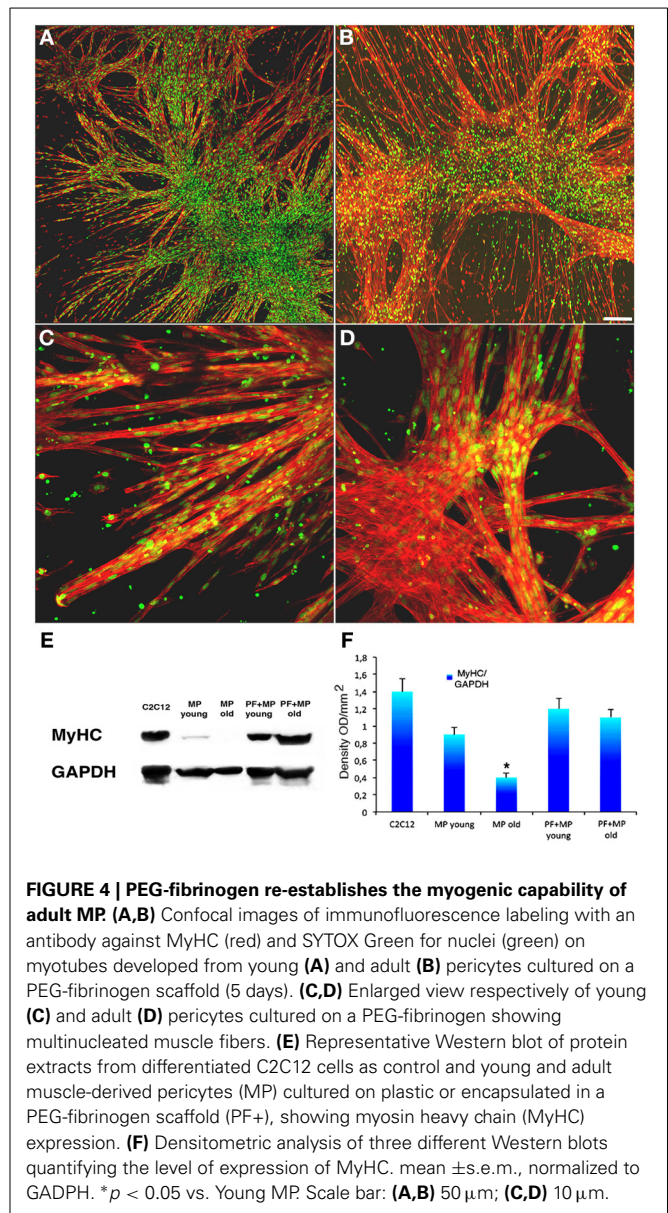 A
B
C
D
E
F
C2C12
MP young
MP old
PF+MP young
PF+MP old
MyHC
GAPDH
Density OD/mm2
1,8
1,6
1,4
1,2
1
0,8
0,6
0,4
0,2
0
MyHC/
GAPDH
*
C2C12
MP young
MP old
PF+MP
young
PF+MP
old
FIGURE 4 | PEG-fibrinogen re-establishes the myogenic capability of
adult MP. (A,B) Confocal images of immunofluorescence labeling with an
antibody against MyHC (red) and SYTOX Green for nuclei (green) on
myotubes developed from young (A) and adult (B) pericytes cultured on a
PEG-fibrinogen scaffold (5 days). (C,D) Enlarged view respectively of young
(C) and adult (D) pericytes cultured on a PEG-fibrinogen showing
multinucleated muscle fibers. (E) Representative Western blot of protein
extracts from differentiated C2C12 cells as control and young and adult
muscle-derived pericytes (MP) cultured on plastic or encapsulated in a
PEG-fibrinogen scaffold (PF+), showing myosin heavy chain (MyHC)
expression. (F) Densitometric analysis of three different Western blots
quantifying the level of expression of MyHC. mean ±s.e.m., normalized to
GADPH. *p < 0.05 vs. Young MP. Scale bar: (A,B) 50 μm; (C,D) 10 μm.